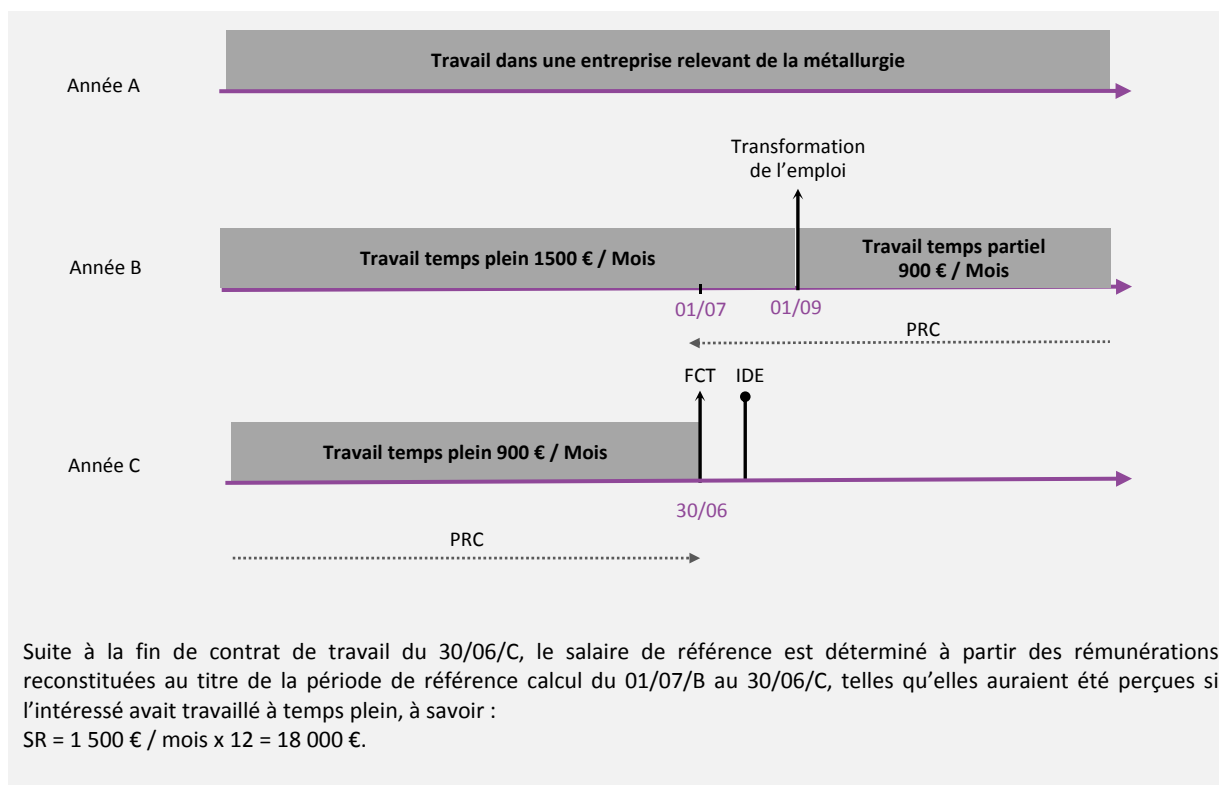 Travail dans une entreprise relevant de la métallurgie
Année A
Transformation
de l'emploi
Année B
Travail temps plein 1500 € / Mois
Travail temps partiel
900 € / Mois
01/07
01/09
PRC
FCT
IDE
Année C
Travail temps plein 900 € / Mois
30/06
PRC
Suite à la fin de contrat de travail du 30/06/C, le salaire de référence est déterminé à partir des rémunérations
reconstituées au titre de la période de référence calcul du 01/07/B au 30/06/C, telles qu'elles auraient été perçues si
l'intéressé avait travaillé à temps plein, à savoir :
SR = 1 500 € / mois x 12 = 18 000 €.